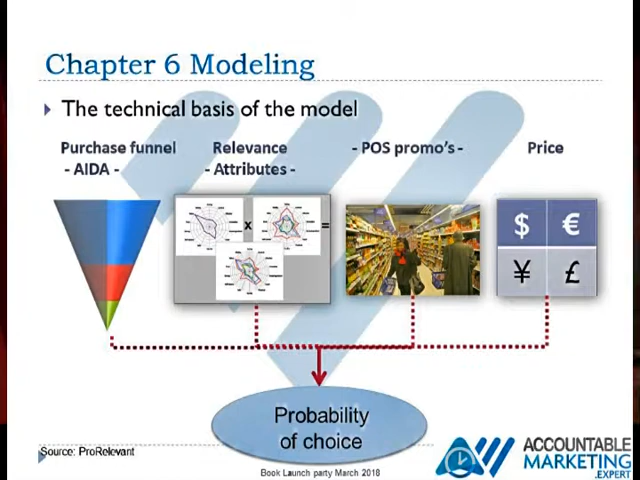 Chapter 6 Modeling
The technical basis of the model
Purchase funnel
- AIDA -
Relevance
- Attributes -
- POS promo's -
Price
x
=
$ €
¥ £
Probability
of choice
Source: ProRelevant
Book Launch party March 2018
ACCOUNTABLE
MARKETING
.EXPERT